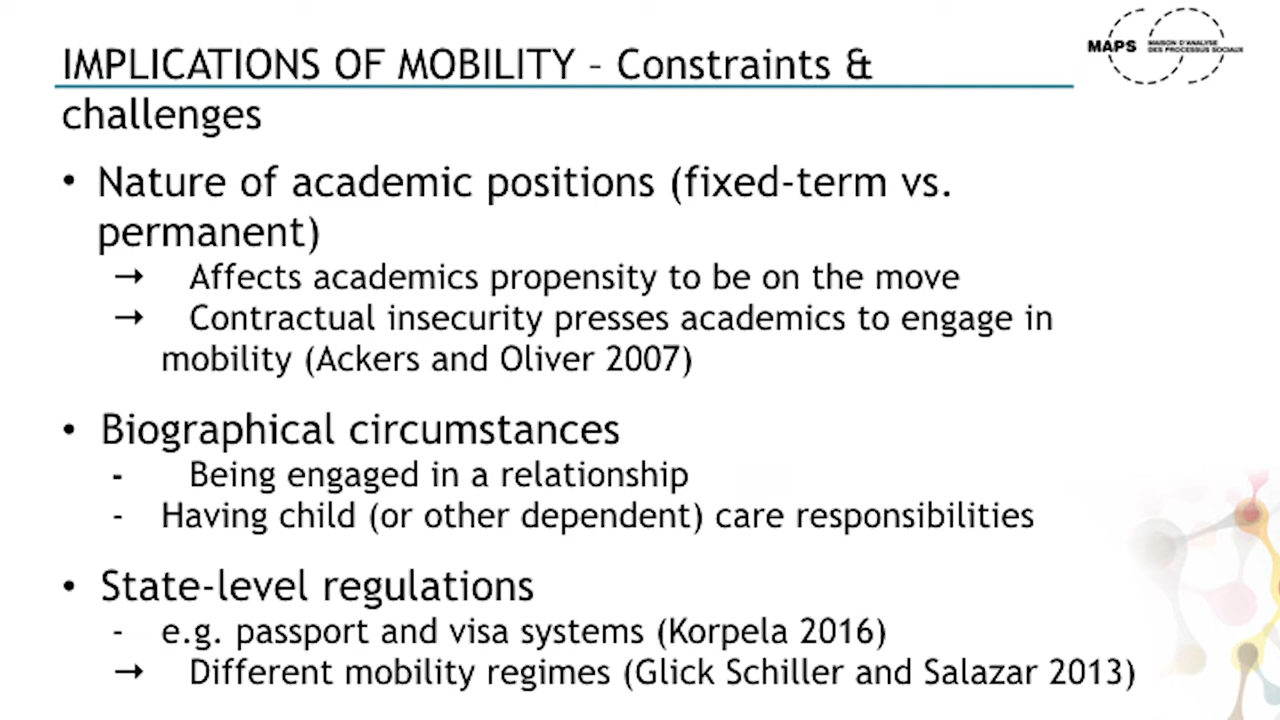 IMPLICATIONS OF MOBILITY – Constraints &
challenges
MAPS
MAISON D'ANALYSE
DES PROCESSUS SOCIAUX
• Nature of academic positions (fixed-term vs.
permanent)
→ Affects academics propensity to be on the move
→ Contractual insecurity presses academics to engage in
mobility (Ackers and Oliver 2007)
• Biographical circumstances
- Being engaged in a relationship
- Having child (or other dependent) care responsibilities
• State-level regulations
- e.g. passport and visa systems (Korpela 2016)
→ Different mobility regimes (Glick Schiller and Salazar 2013)